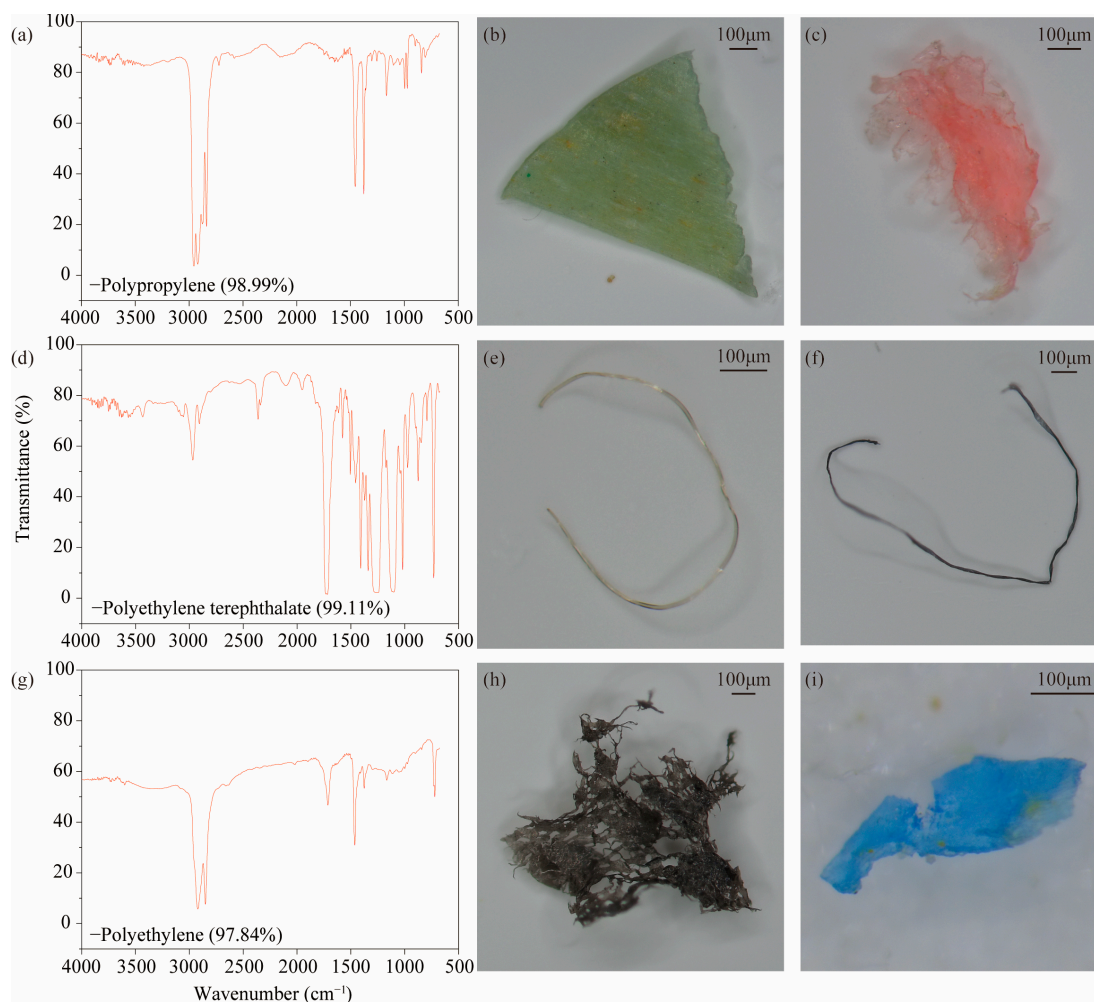 (a)
100
80
60
40
20
0
−Polypropylene (98.99%)
4000 3500 3000 2500 2000 1500 1000 500
(b)
100μm
(c)
100μm
(d)
100
80
60
40
20
0
Transmittance (%)
−Polyethylene terephthalate (99.11%)
4000 3500 3000 2500 2000 1500 1000 500
(e)
100μm
(f)
100μm
(g)
100
80
60
40
20
0
−Polyethylene (97.84%)
4000 3500 3000 2500 2000 1500 1000 500
Wavenumber (cm⁻¹)
(h)
100μm
(i)
100μm